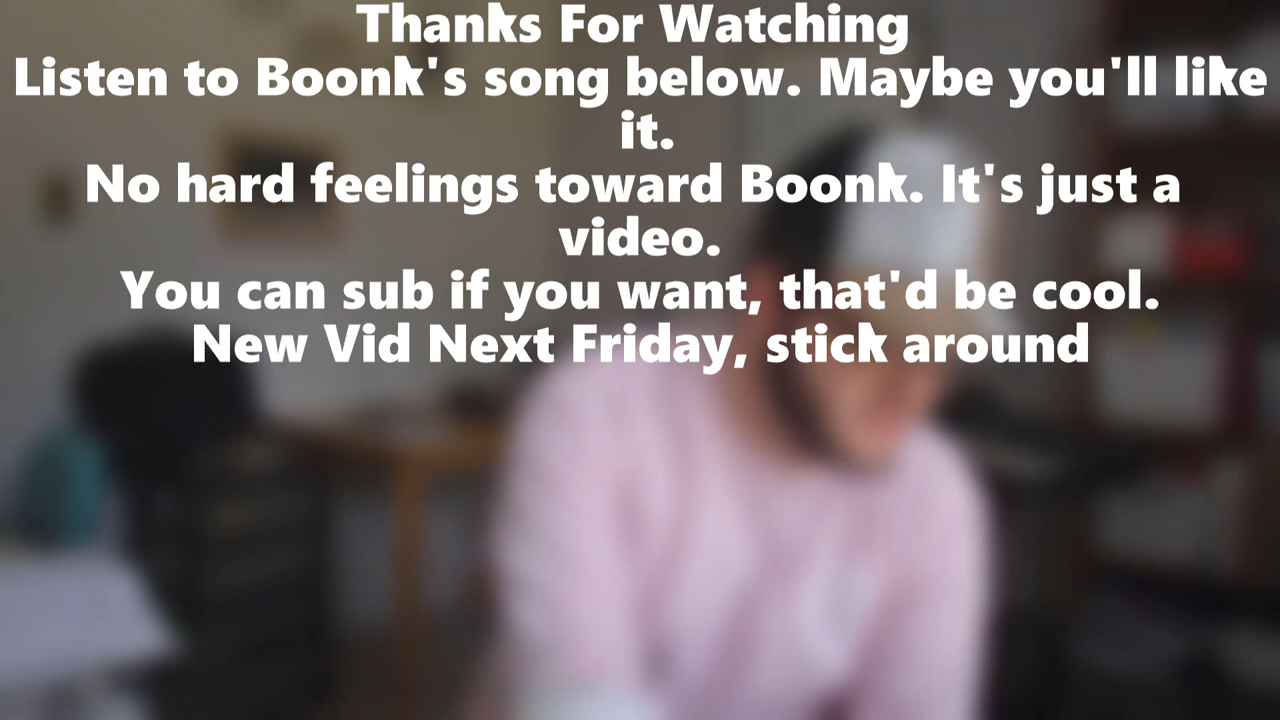 Thanks For Watching
Listen to Boonk's song below. Maybe you'll like
it.
No hard feelings toward Boonk. It's just a
video.
You can sub if you want, that'd be cool.
New Vid Next Friday, stick around